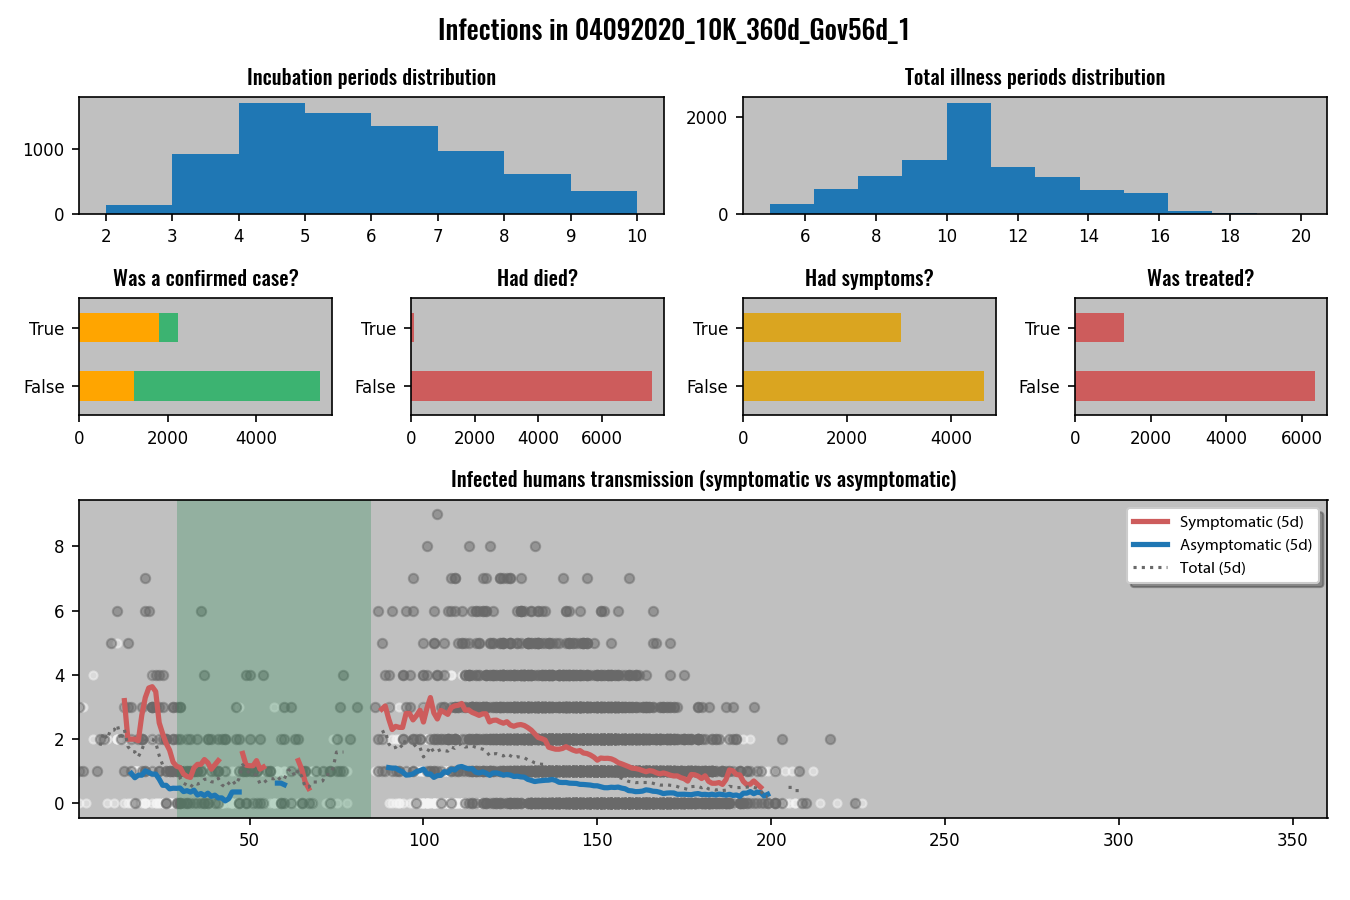 Infections in 04092020_10K_360d_Gov56d_1
Incubation periods distribution
Total illness periods distribution
1000
0
2 3 4 5 6 7 8 9 10
2000
0
6 8 10 12 14 16 18 20
Was a confirmed case?
Had died?
Had symptoms?
Was treated?
True
False
0 2000 4000
True
False
0 2000 4000 6000
True
False
0 2000 4000
True
False
0 2000 4000 6000
Infected humans transmission (symptomatic vs asymptomatic)
Symptomatic (5d)
Asymptomatic (5d)
Total (5d)
8
6
4
2
0
50 100 150 200 250 300 350